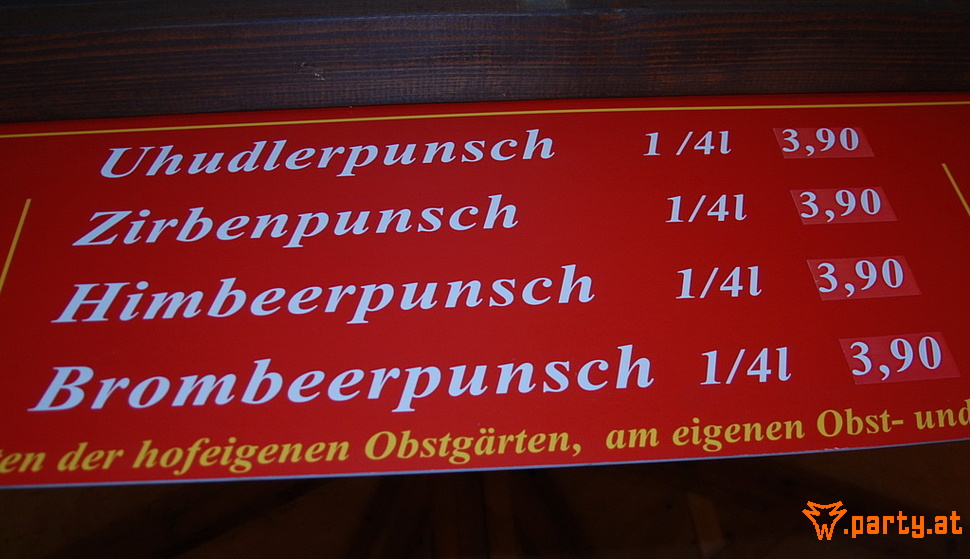 Uhudlerpunsch 1/4l 3,90
Zirbenpunsch 1/4l 3,90
Himbeerpunsch 1/4l 3,90
Brombeerpunsch 1/4l 3,90
der hofeigenen Obstgärten, am eigenen Obst- und
.party.at